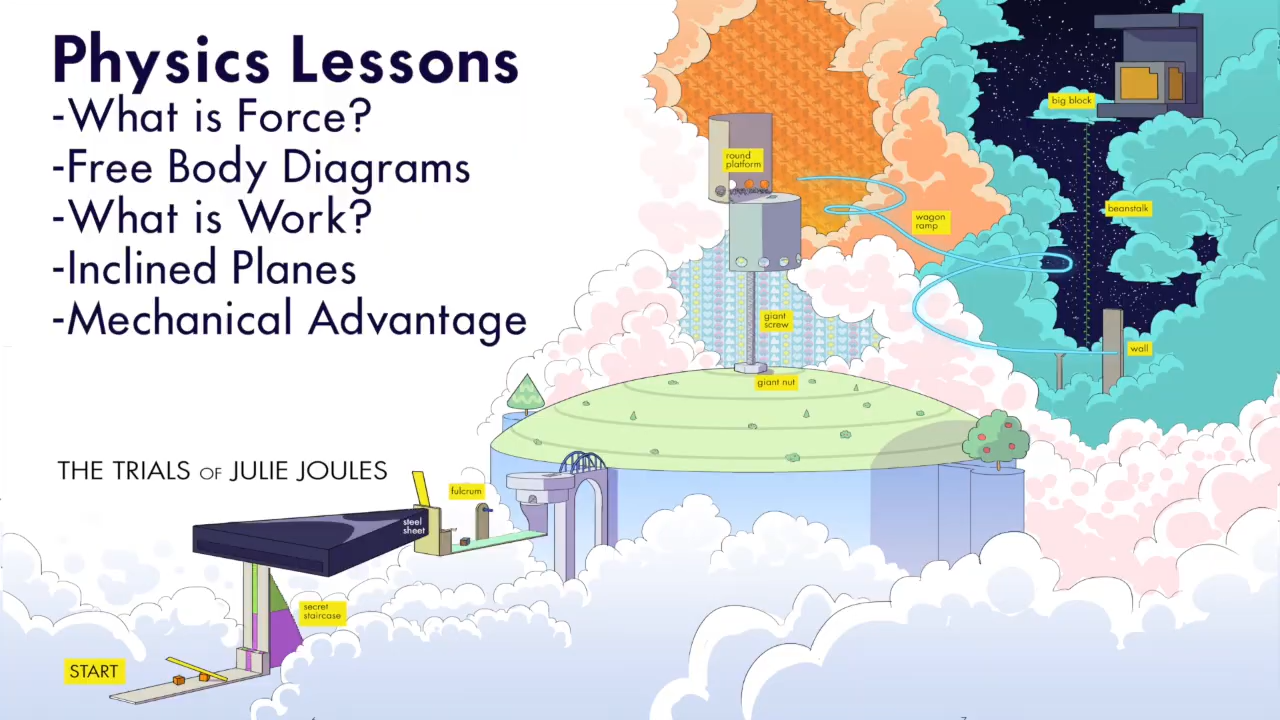 Physics Lessons
-What is Force?
-Free Body Diagrams
-What is Work?
-Inclined Planes
-Mechanical Advantage
THE TRIALS OF JULIE JOULES
START
secret
staircase
steel
sheet
fulcrum
giant nut
giant
screw
round
platform
wagon
ramp
wall
beanstalk
big block